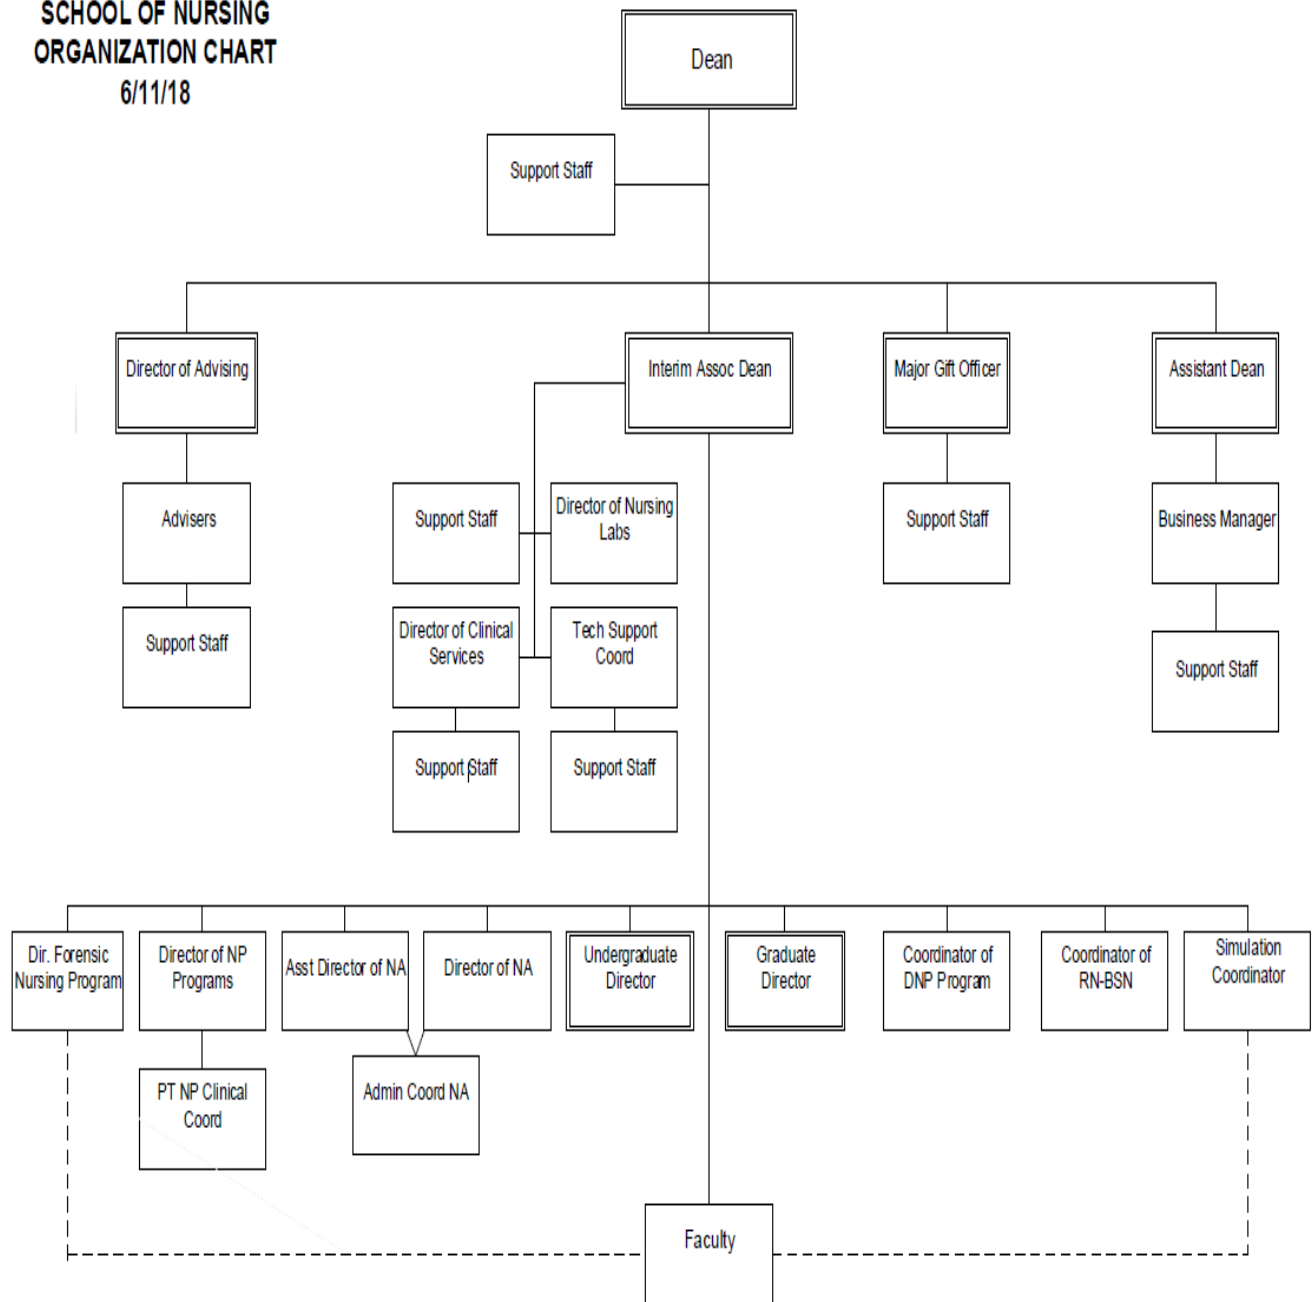 SCHOOL OF NURSING
ORGANIZATION CHART
6/11/18
Dean
Support Staff
Director of Advising
Interim Assoc Dean
Major Gift Officer
Assistant Dean
Advisers
Support Staff
Director of Nursing
Labs
Support Staff
Business Manager
Support Staff
Director of Clinical
Services
Tech Support
Coord
Support Staff
Support Staff
Support Staff
Dir. Forensic
Nursing Program
Director of NP
Programs
Asst Director of NA
Director of NA
Undergraduate
Director
Graduate
Director
Coordinator of
DNP Program
Coordinator of
RN-BSN
Simulation
Coordinator
PT NP Clinical
Coord
Admin Coord NA
Faculty